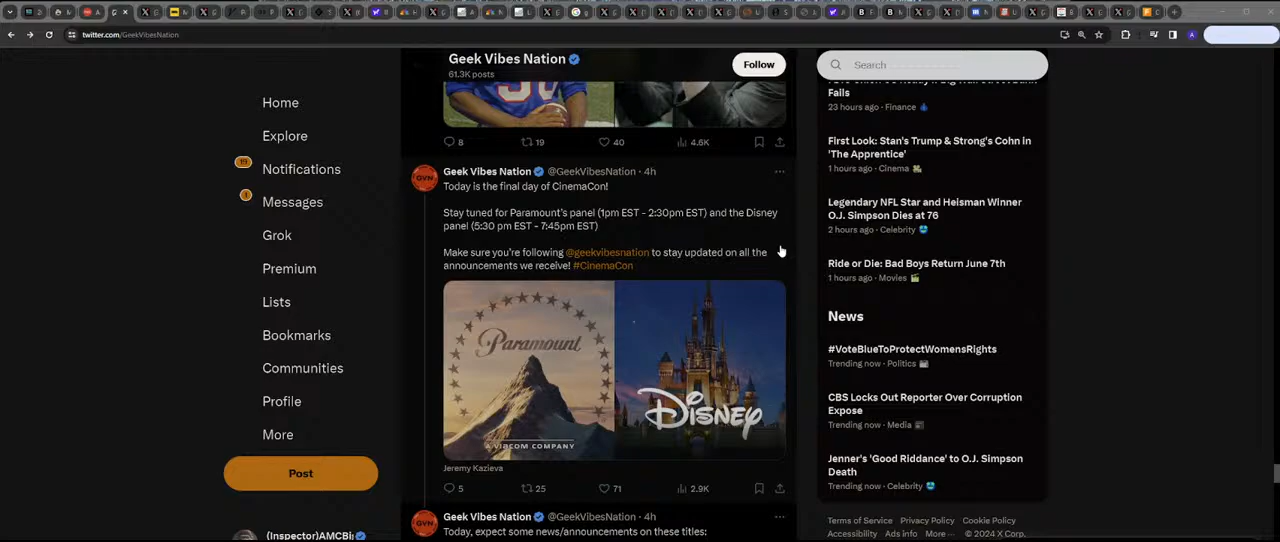 twitter.com/GeekVibesNation
Home
Explore
19
Notifications
1
Messages
Grok
Premium
Lists
Bookmarks
Communities
Profile
More
Post
(Inspector)AMCBi
Geek Vibes Nation
61.3K posts
Follow
8
19
40
4.6K
Geek Vibes Nation @GeekVibesNation · 4h
Today is the final day of CinemaCon!
Stay tuned for Paramount's panel (1pm EST - 2:30pm EST) and the Disney
panel (5:30 pm EST - 7:45pm EST)
Make sure you're following @geekvibesnation to stay updated on all the
announcements we receive! #CinemaCon
Paramount
A VIACOM COMPANY
DISNEY
Jeremy Kazieva
5
25
71
2.9K
GVN
Geek Vibes Nation @GeekVibesNation · 4h
Today, expect some news/announcements on these titles:
Search
Fails
23 hours ago · Finance
First Look: Stan's Trump & Strong's Cohn in
'The Apprentice'
1 hours ago · Cinema
Legendary NFL Star and Heisman Winner
O.J. Simpson Dies at 76
2 hours ago · Celebrity
Ride or Die: Bad Boys Return June 7th
1 hours ago · Movies
News
#VoteBlueToProtectWomensRights
Trending now · Politics
CBS Locks Out Reporter Over Corruption
Expose
Trending now · Media
Jenner's 'Good Riddance' to O.J. Simpson
Death
Trending now · Celebrity
Terms of Service Privacy Policy Cookie Policy
Accessibility Ads info More ··· © 2024 X Corp.